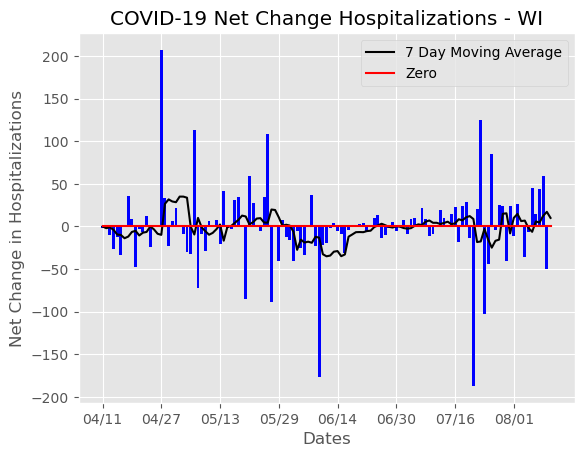 COVID-19 Net Change Hospitalizations - WI
7 Day Moving Average
Zero
Net Change in Hospitalizations
200
150
100
50
0
−50
−100
−150
−200
04/11 04/27 05/13 05/29 06/14 06/30 07/16 08/01
Dates